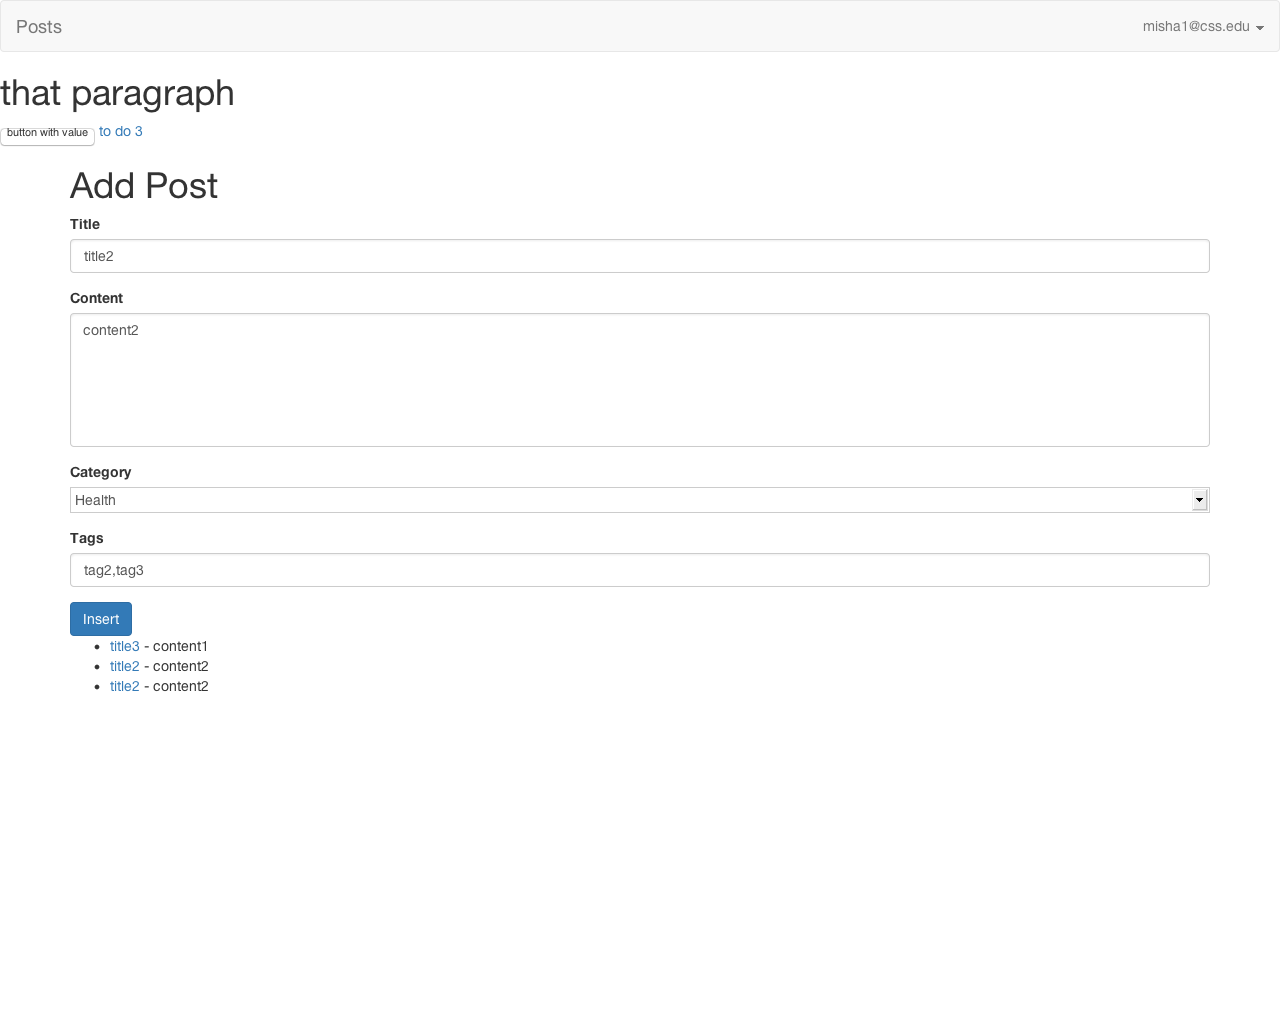 Posts misha1@css.edu
that paragraph
button with value to do 3
Add Post
Title
title2
Content
content2
Category
Health
Tags
tag2,tag3
Insert
title3 - content1
title2 - content2
title2 - content2